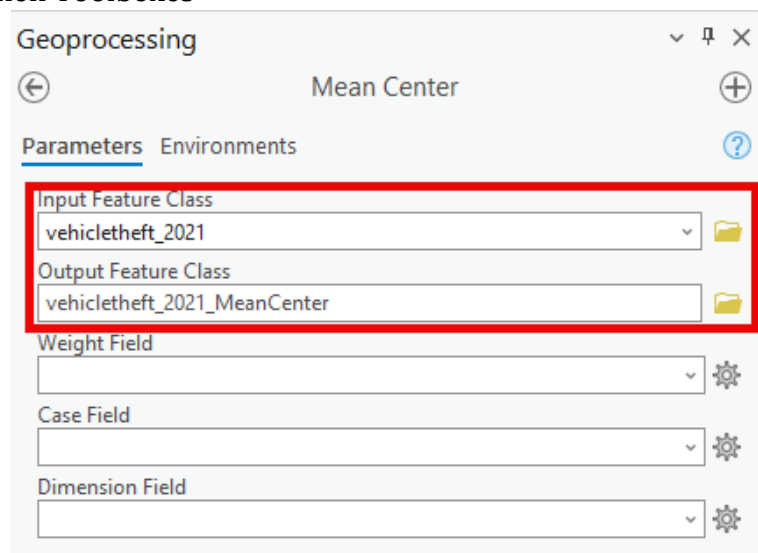 Geoprocessing
Mean Center
Parameters Environments
Input Feature Class
vehicletheft_2021
Output Feature Class
vehicletheft_2021_MeanCenter
Weight Field
Case Field
Dimension Field